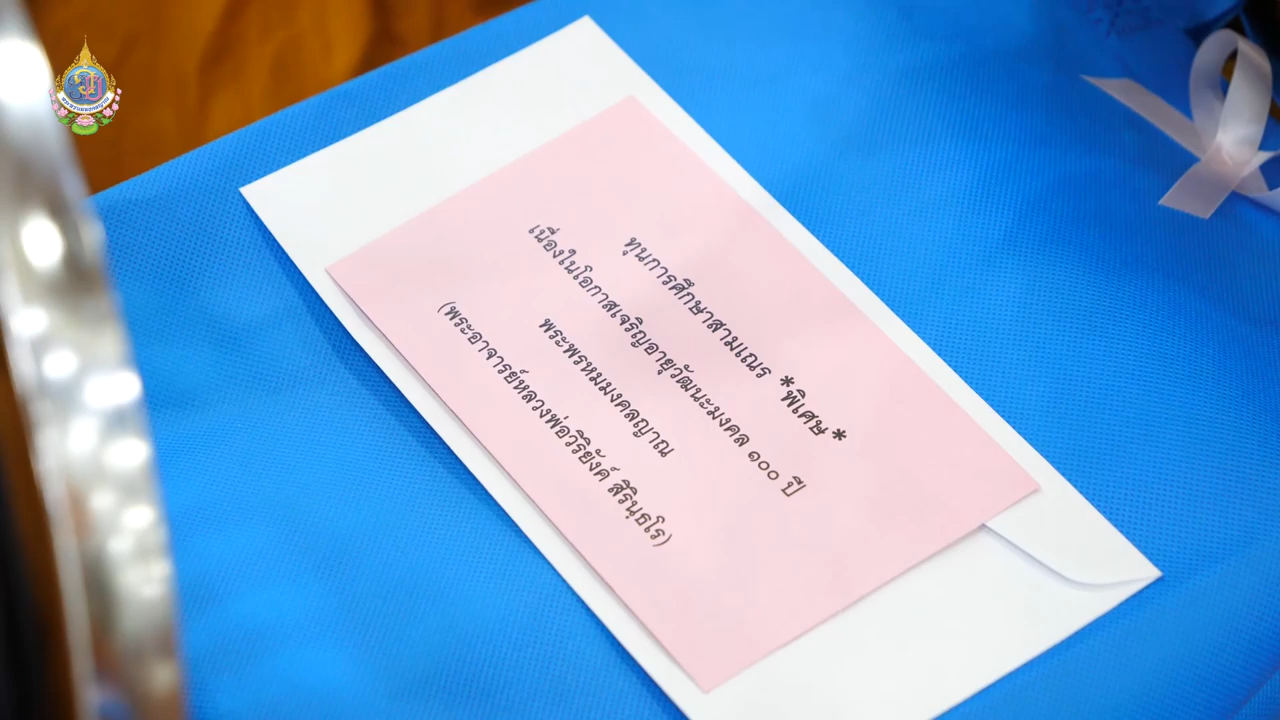 ทุนการศึกษาสามเณร *พิเศษ*
เนื่องในโอกาสเจริญอายุวัฒนะมงคล ๑๐๐ ปี
พระพรหมมงคลญาณ
(พระอาจารย์หลวงพ่อวิริยังค์ สิรินฺธโร)